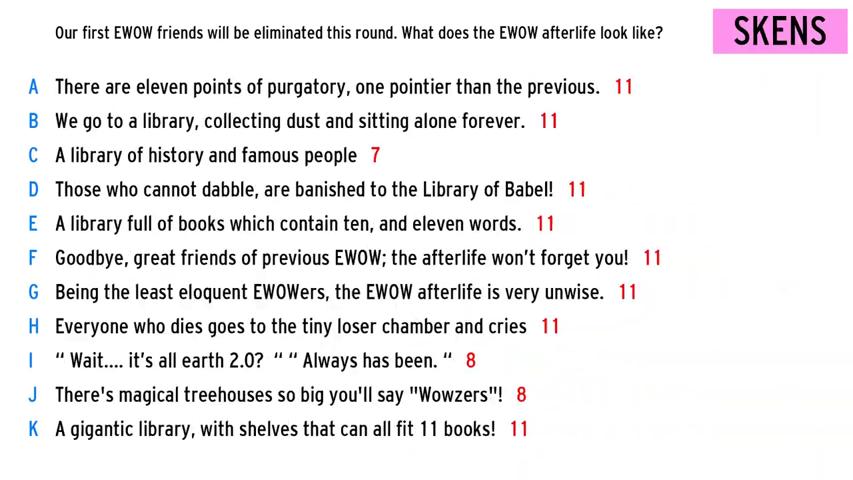 Our first EWOW friends will be eliminated this round. What does the EWOW afterlife look like?
SKENS
A There are eleven points of purgatory, one pointier than the previous. 11
B We go to a library, collecting dust and sitting alone forever. 11
C A library of history and famous people 7
D Those who cannot dabble, are banished to the Library of Babel! 11
E A library full of books which contain ten, and eleven words. 11
F Goodbye, great friends of previous EWOW; the afterlife won't forget you! 11
G Being the least eloquent EWOWers, the EWOW afterlife is very unwise. 11
H Everyone who dies goes to the tiny loser chamber and cries 11
I “ Wait.... it's all earth 2.0? “ “ Always has been. “ 8
J There's magical treehouses so big you'll say "Wowzers"! 8
K A gigantic library, with shelves that can all fit 11 books! 11